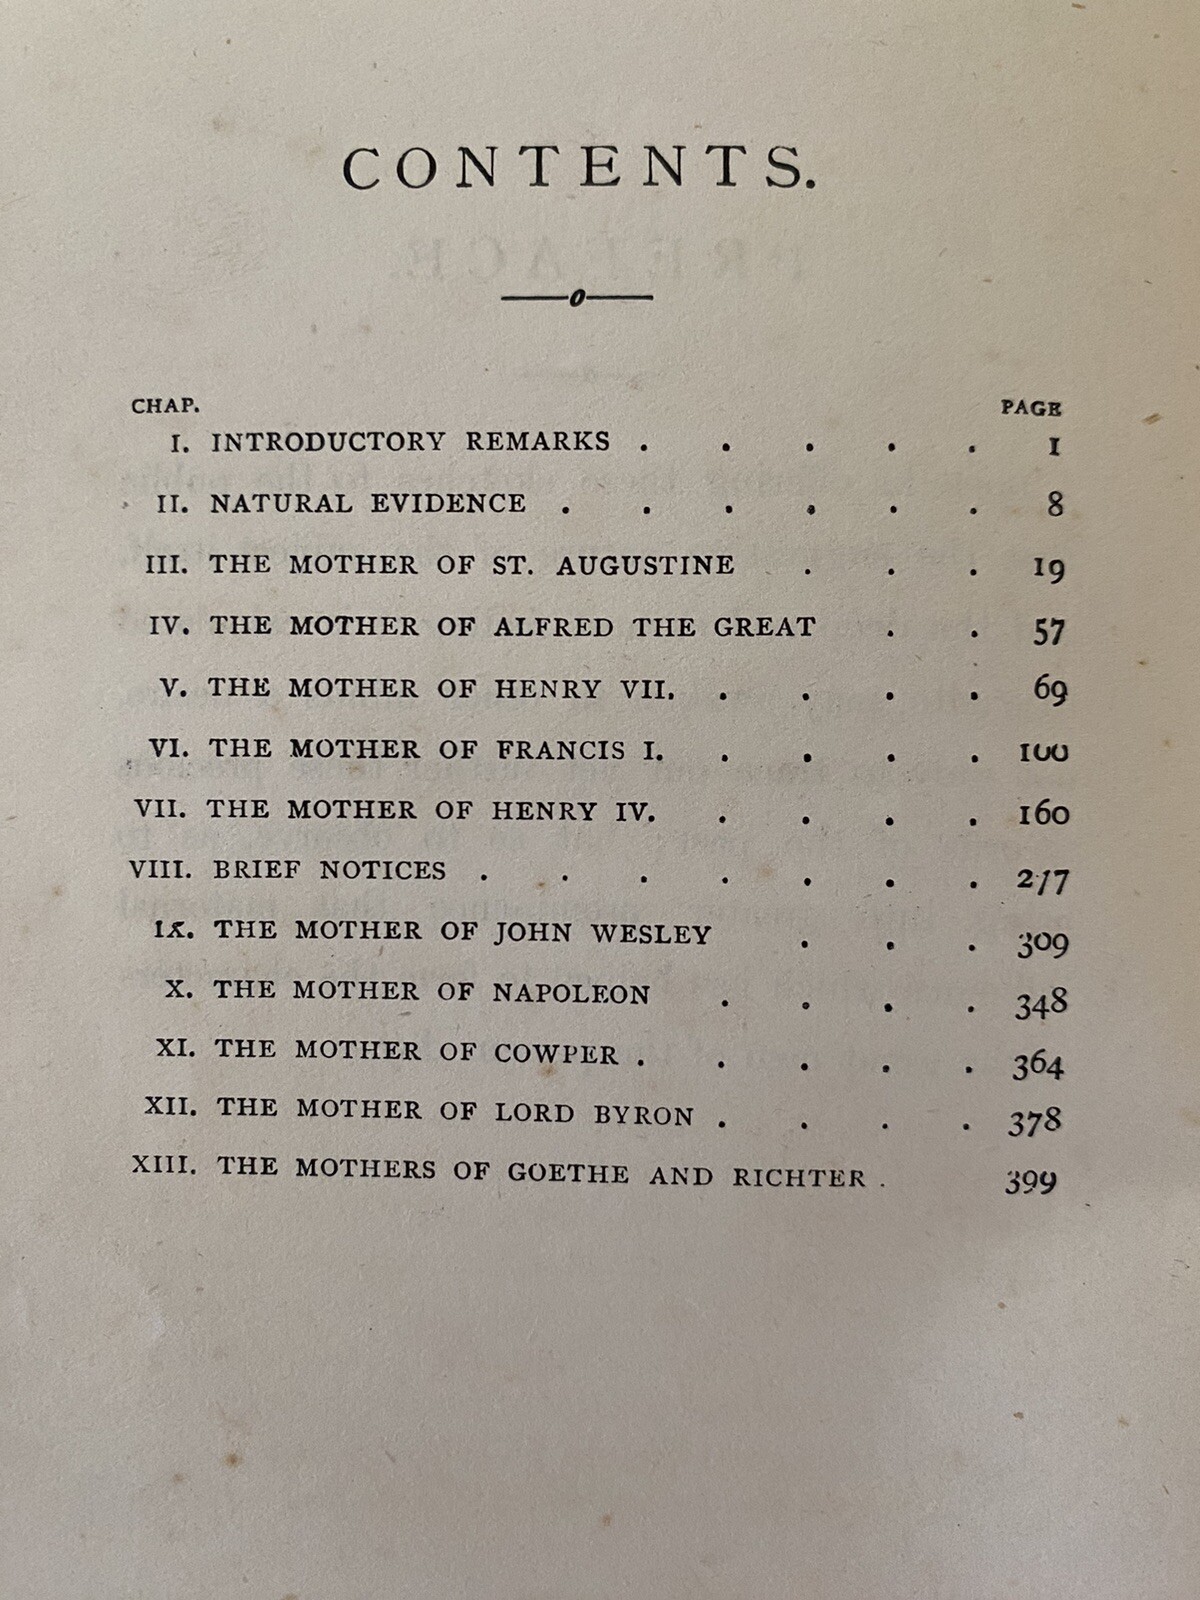 CONTENTS.
CHAP. PAGE
I. INTRODUCTORY REMARKS . . . . . 1
II. NATURAL EVIDENCE . . . . . . 8
III. THE MOTHER OF ST. AUGUSTINE . . . 19
IV. THE MOTHER OF ALFRED THE GREAT . . 57
V. THE MOTHER OF HENRY VII. . . . . 69
VI. THE MOTHER OF FRANCIS I. . . . . 100
VII. THE MOTHER OF HENRY IV. . . . . 160
VIII. BRIEF NOTICES . . . . . . . 217
IX. THE MOTHER OF JOHN WESLEY . . . 309
X. THE MOTHER OF NAPOLEON . . . . 348
XI. THE MOTHER OF COWPER . . . . . 364
XII. THE MOTHER OF LORD BYRON . . . . 378
XIII. THE MOTHERS OF GOETHE AND RICHTER . 399